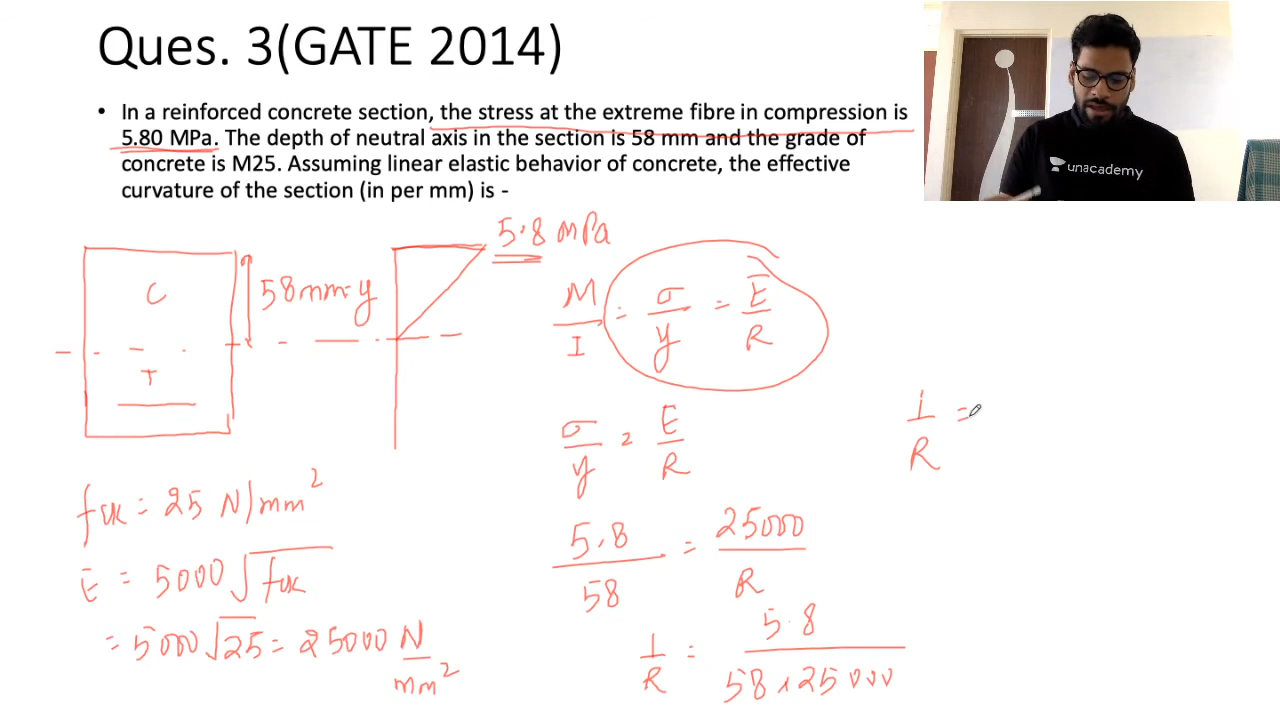 Ques. 3(GATE 2014)
• In a reinforced concrete section, the stress at the extreme fibre in compression is
5.80 MPa. The depth of neutral axis in the section is 58 mm and the grade of
concrete is M25. Assuming linear elastic behavior of concrete, the effective
curvature of the section (in per mm) is -
unacademy
5.8 MPa
C
58mm=y
T
M/I = σ/y = E/R
σ/y = E/R
1/R =
fck = 25 N/mm²
5.8/58 = 25000/R
E = 5000√fck
= 5000√25 = 25000 N/mm²
1/R = 5.8/58×25000